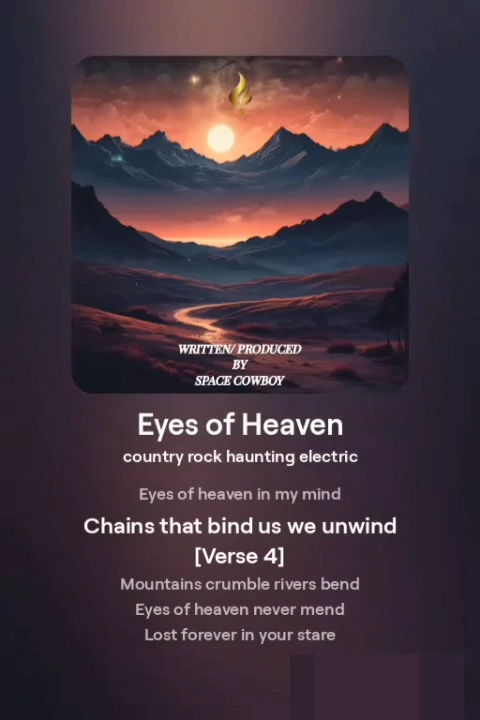 WRITTEN/ PRODUCED
BY
SPACE COWBOY
Eyes of Heaven
country rock haunting electric
Eyes of heaven in my mind
Chains that bind us we unwind
[Verse 4]
Mountains crumble rivers bend
Eyes of heaven never mend
Lost forever in your stare